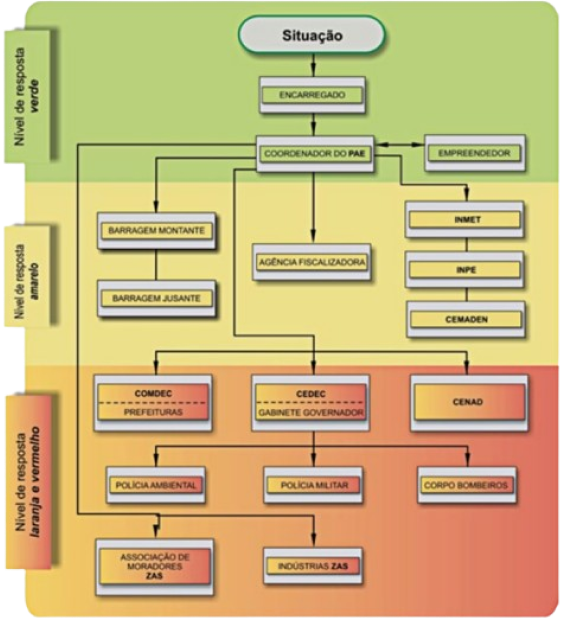 Situação
Nível de resposta
verde
ENCARREGADO
COORDENADOR DO PAE
EMPREENDEDOR
Nível de resposta
amarelo
BARRAGEM MONTANTE
INMET
AGÊNCIA FISCALIZADORA
INPE
BARRAGEM JUSANTE
CEMADEN
Nível de resposta
laranja e vermelho
COMDEC
PREFEITURAS
CEDEC
GABINETE GOVERNADOR
CENAD
POLÍCIA AMBIENTAL
POLÍCIA MILITAR
CORPO BOMBEIROS
ASSOCIAÇÃO DE
MORADORES
ZAS
INDÚSTRIAS ZAS